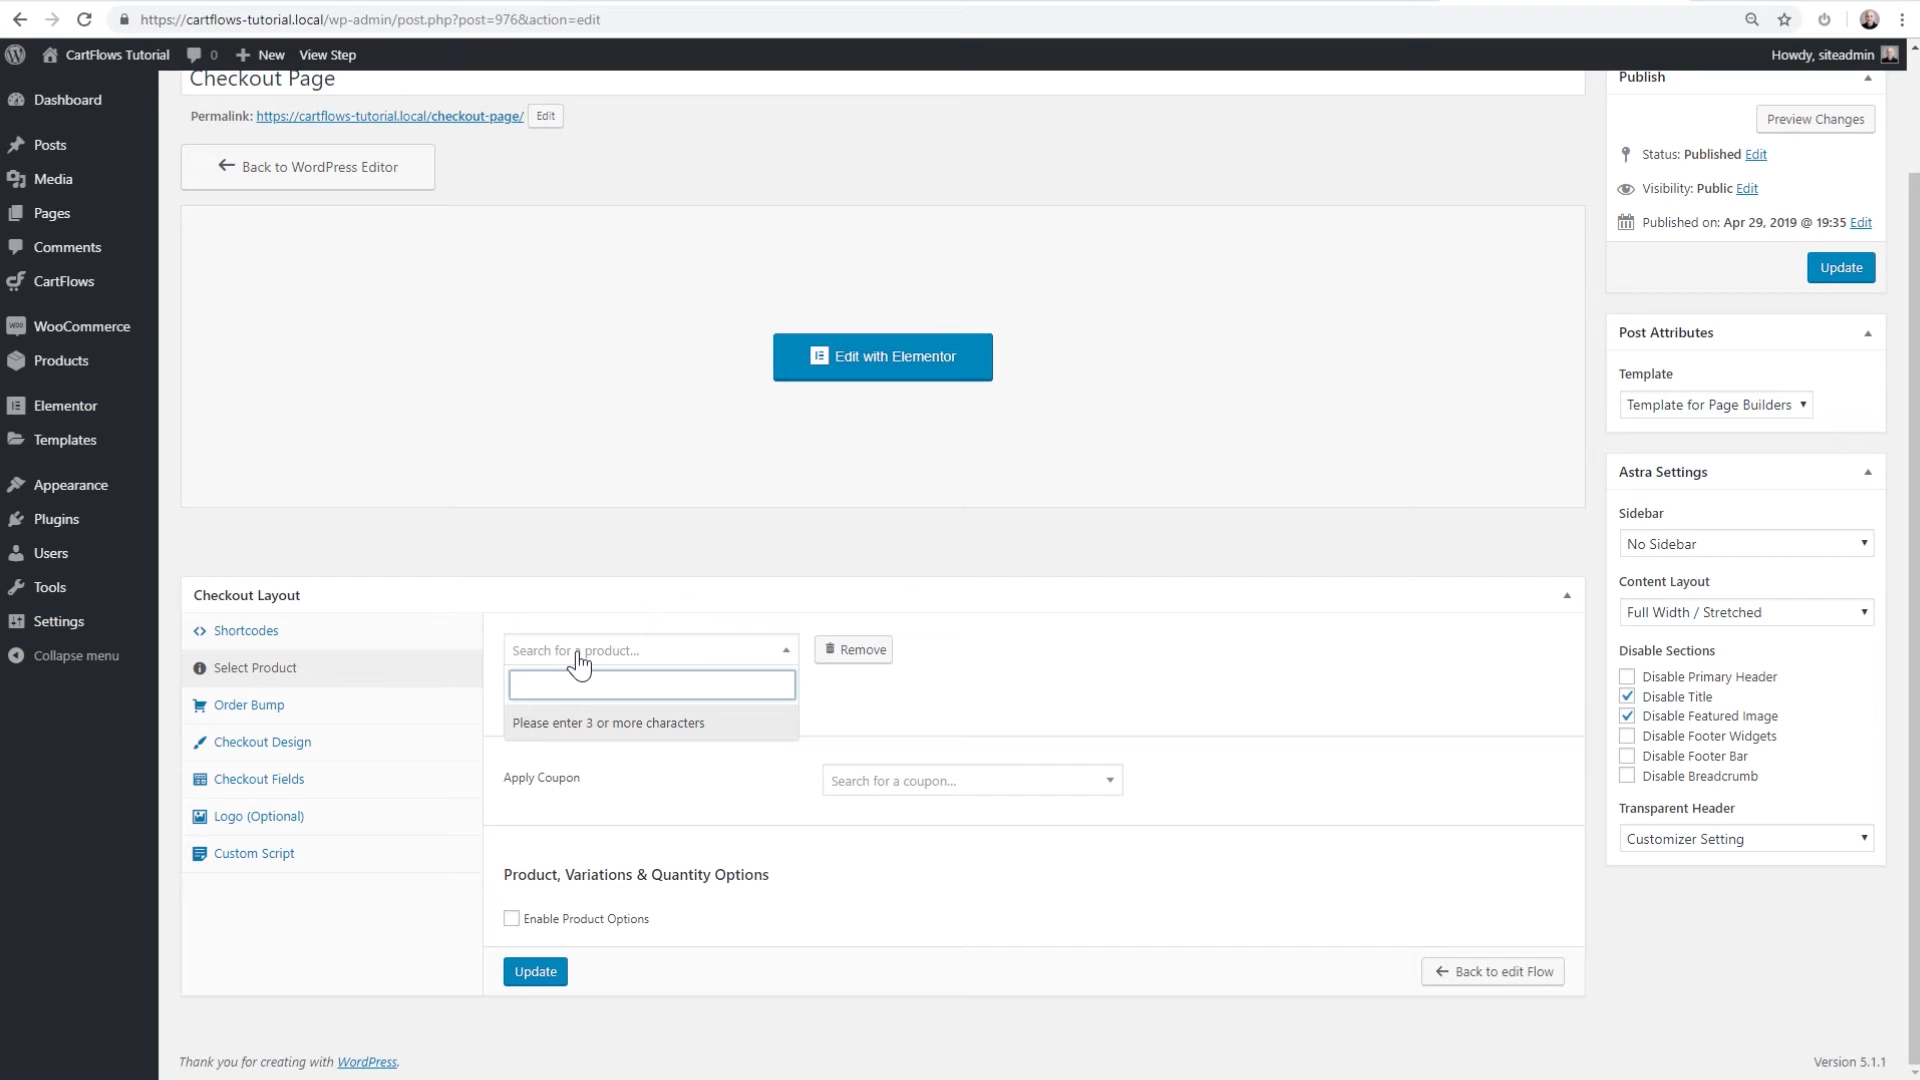 https://cartflows-tutorial.local/wp-admin/post.php?post=976&action=edit
CartFlows Tutorial
0
New
View Step
Howdy, siteadmin
Dashboard
Posts
Media
Pages
Comments
CartFlows
WooCommerce
Products
Elementor
Templates
Appearance
Plugins
Users
Tools
Settings
Collapse menu
Checkout Page
Permalink: https://cartflows-tutorial.local/checkout-page/ Edit
Back to WordPress Editor
Edit with Elementor
Checkout Layout
Shortcodes
Select Product
Order Bump
Checkout Design
Checkout Fields
Logo (Optional)
Custom Script
Search for a product...
Remove
Please enter 3 or more characters
Apply Coupon
Search for a coupon...
Product, Variations & Quantity Options
Enable Product Options
Update
Back to edit Flow
Publish
Preview Changes
Status: Published Edit
Visibility: Public Edit
Published on: Apr 29, 2019 @ 19:35 Edit
Update
Post Attributes
Template
Template for Page Builders
Astra Settings
Sidebar
No Sidebar
Content Layout
Full Width / Stretched
Disable Sections
Disable Primary Header
Disable Title
Disable Featured Image
Disable Footer Widgets
Disable Footer Bar
Disable Breadcrumb
Transparent Header
Customizer Setting
Thank you for creating with WordPress.
Version 5.1.1